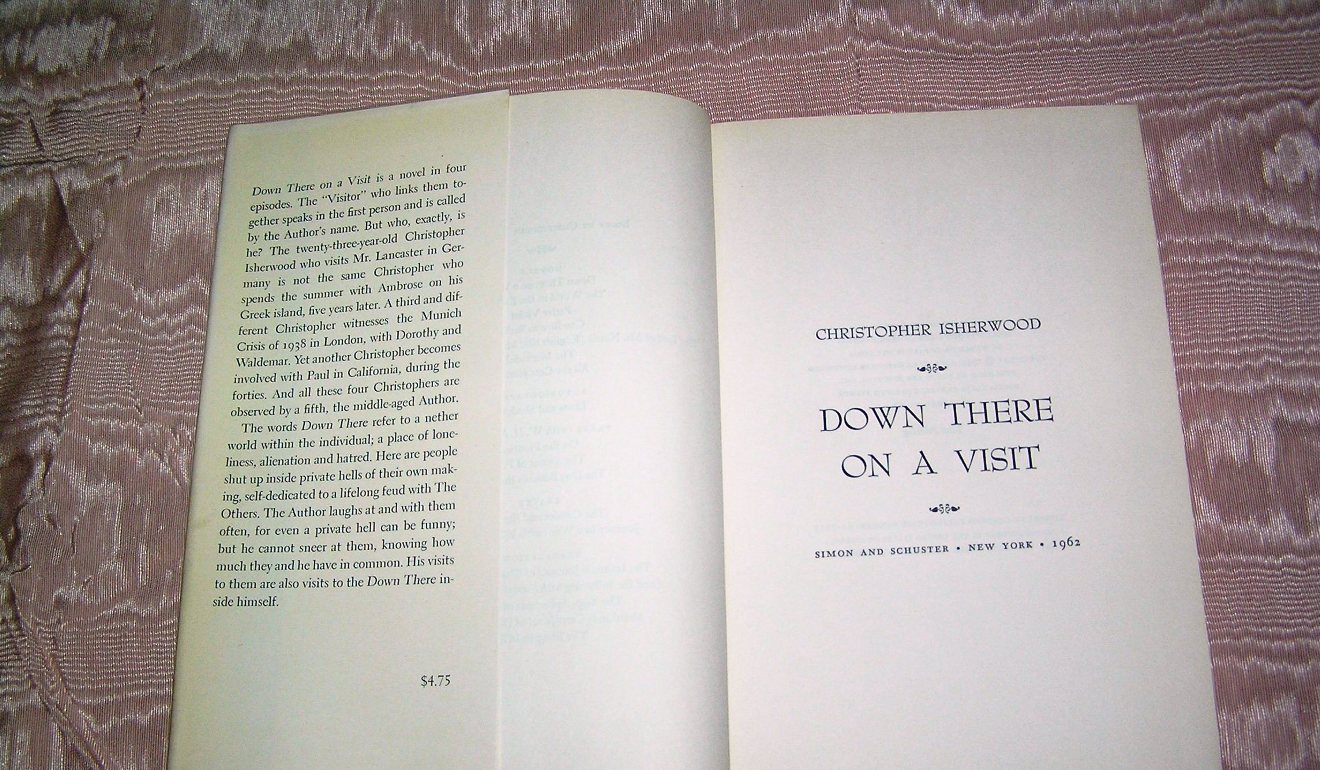 Down There on a Visit is a novel in four
episodes. The "Visitor" who links them to-
gether speaks in the first person and is called
by the Author's name. But who, exactly, is
he? The twenty-three-year-old Christopher
Isherwood who visits Mr. Lancaster in Ger-
many is not the same Christopher who
spends the summer with Ambrose on his
Greek island, five years later. A third and dif-
ferent Christopher witnesses the Munich
Crisis of 1938 in London, with Dorothy and
Waldemar. Yet another Christopher becomes
involved with Paul in California, during the
forties. And all these four Christophers are
observed by a fifth, the middle-aged Author.
The words Down There refer to a nether
world within the individual; a place of lone-
liness, alienation and hatred. Here are people
shut up inside private hells of their own mak-
ing, self-dedicated to a lifelong feud with The
Others. The Author laughs at and with them
often, for even a private hell can be funny;
but he cannot sneer at them, knowing how
much they and he have in common. His visits
to them are also visits to the Down There in-
side himself.
$4.75
CHRISTOPHER ISHERWOOD
DOWN THERE
ON A VISIT
SIMON AND SCHUSTER • NEW YORK • 1962